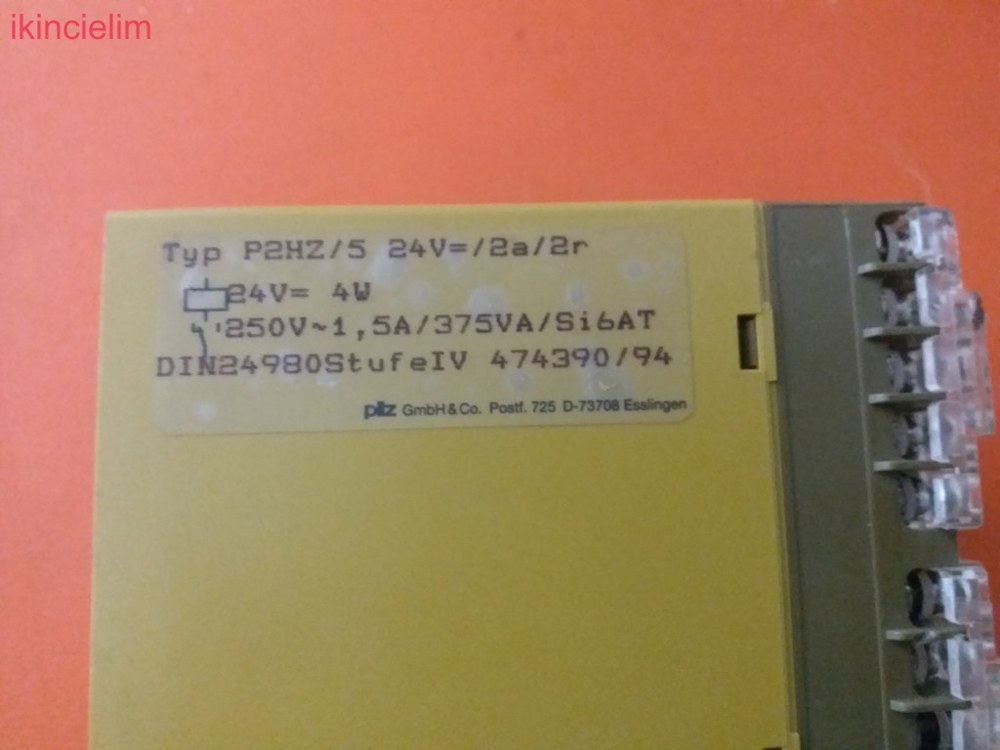 ikincielim
Typ P2HZ/5 24V=/2a/2r
24V= 4W
250V~1,5A/375VA/Si6AT
DIN24980StufeIV 474390/94
pilz GmbH & Co. Postf. 725 D-73708 Esslingen